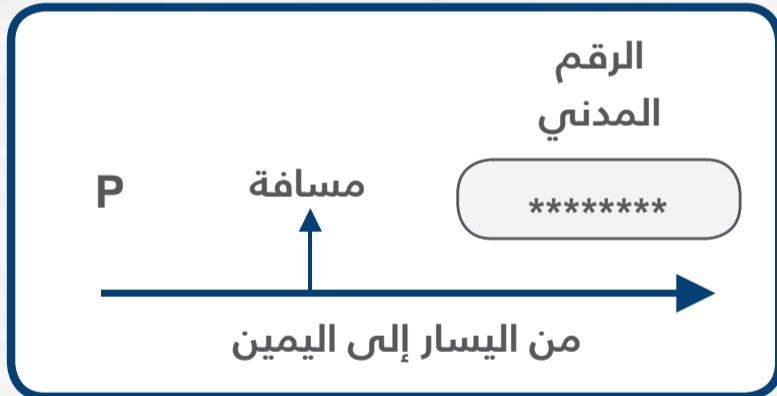 الرقم
المدني
P مسافة ********
من اليسار إلى اليمين